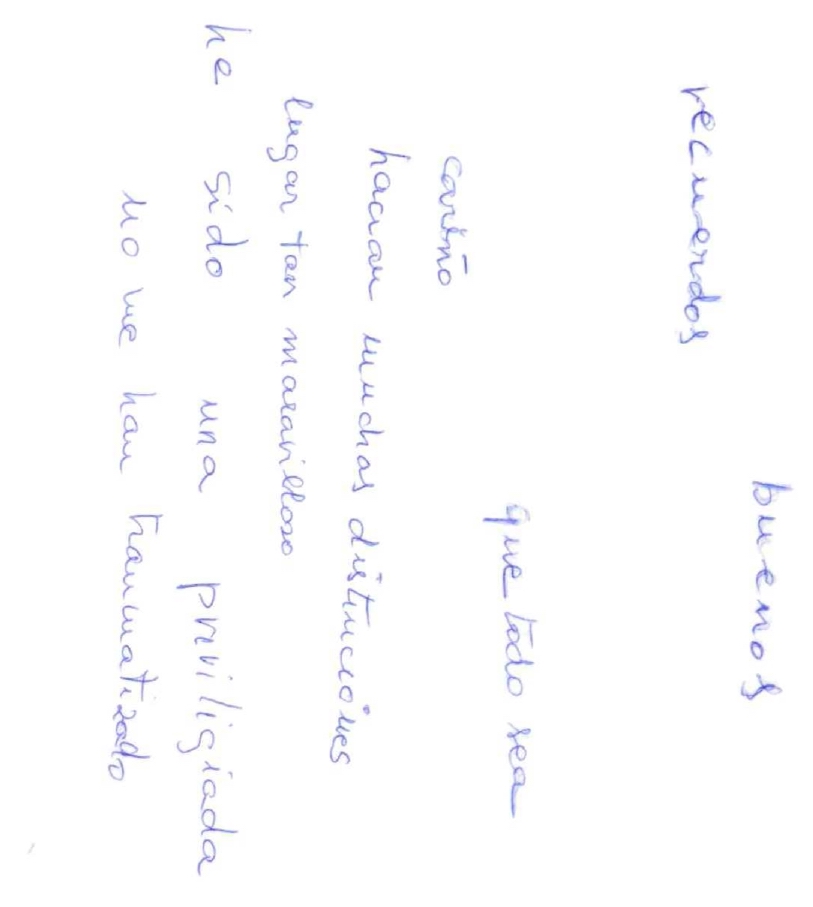 buenos
recuerdos
que todo sea
cariño
hacian muchas distinciónes
lugar tan maravilloso
he sido una priviligiada
no me han traumatizado